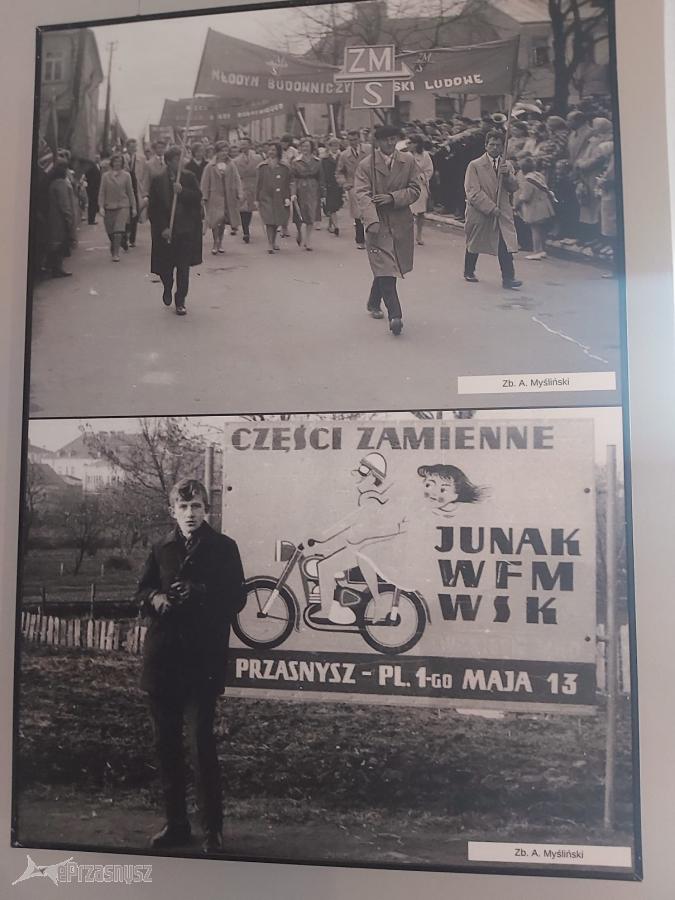 ZM
S
ZMS
MŁODYM BUDOWNICZY
SKI LUDOWE
Zb. A. Myśliński
CZĘŚCI ZAMIENNE
JUNAK
WFM
WSK
PRZASNYSZ - PL. 1-GO MAJA 13
Zb. A. Myśliński
ePrzasnysz